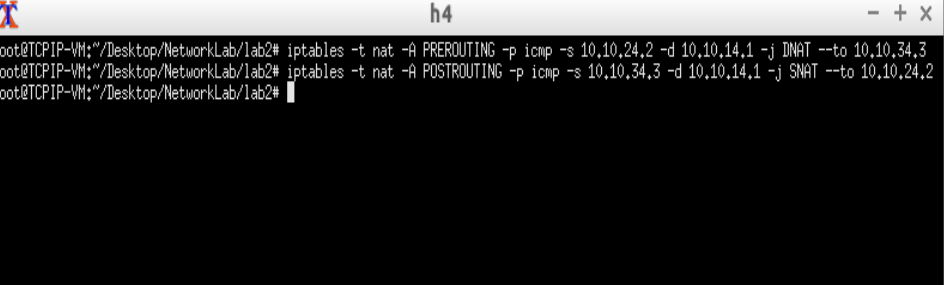 h4
oot@TCPIP-VM:~/Desktop/NetworkLab/lab2# iptables -t nat -A PREROUTING -p icmp -s 10.10.24.2 -d 10.10.14.1 -j DNAT --to 10.10.34.3
oot@TCPIP-VM:~/Desktop/NetworkLab/lab2# iptables -t nat -A POSTROUTING -p icmp -s 10.10.34.3 -d 10.10.14.1 -j SNAT --to 10.10.24.2
oot@TCPIP-VM:~/Desktop/NetworkLab/lab2#